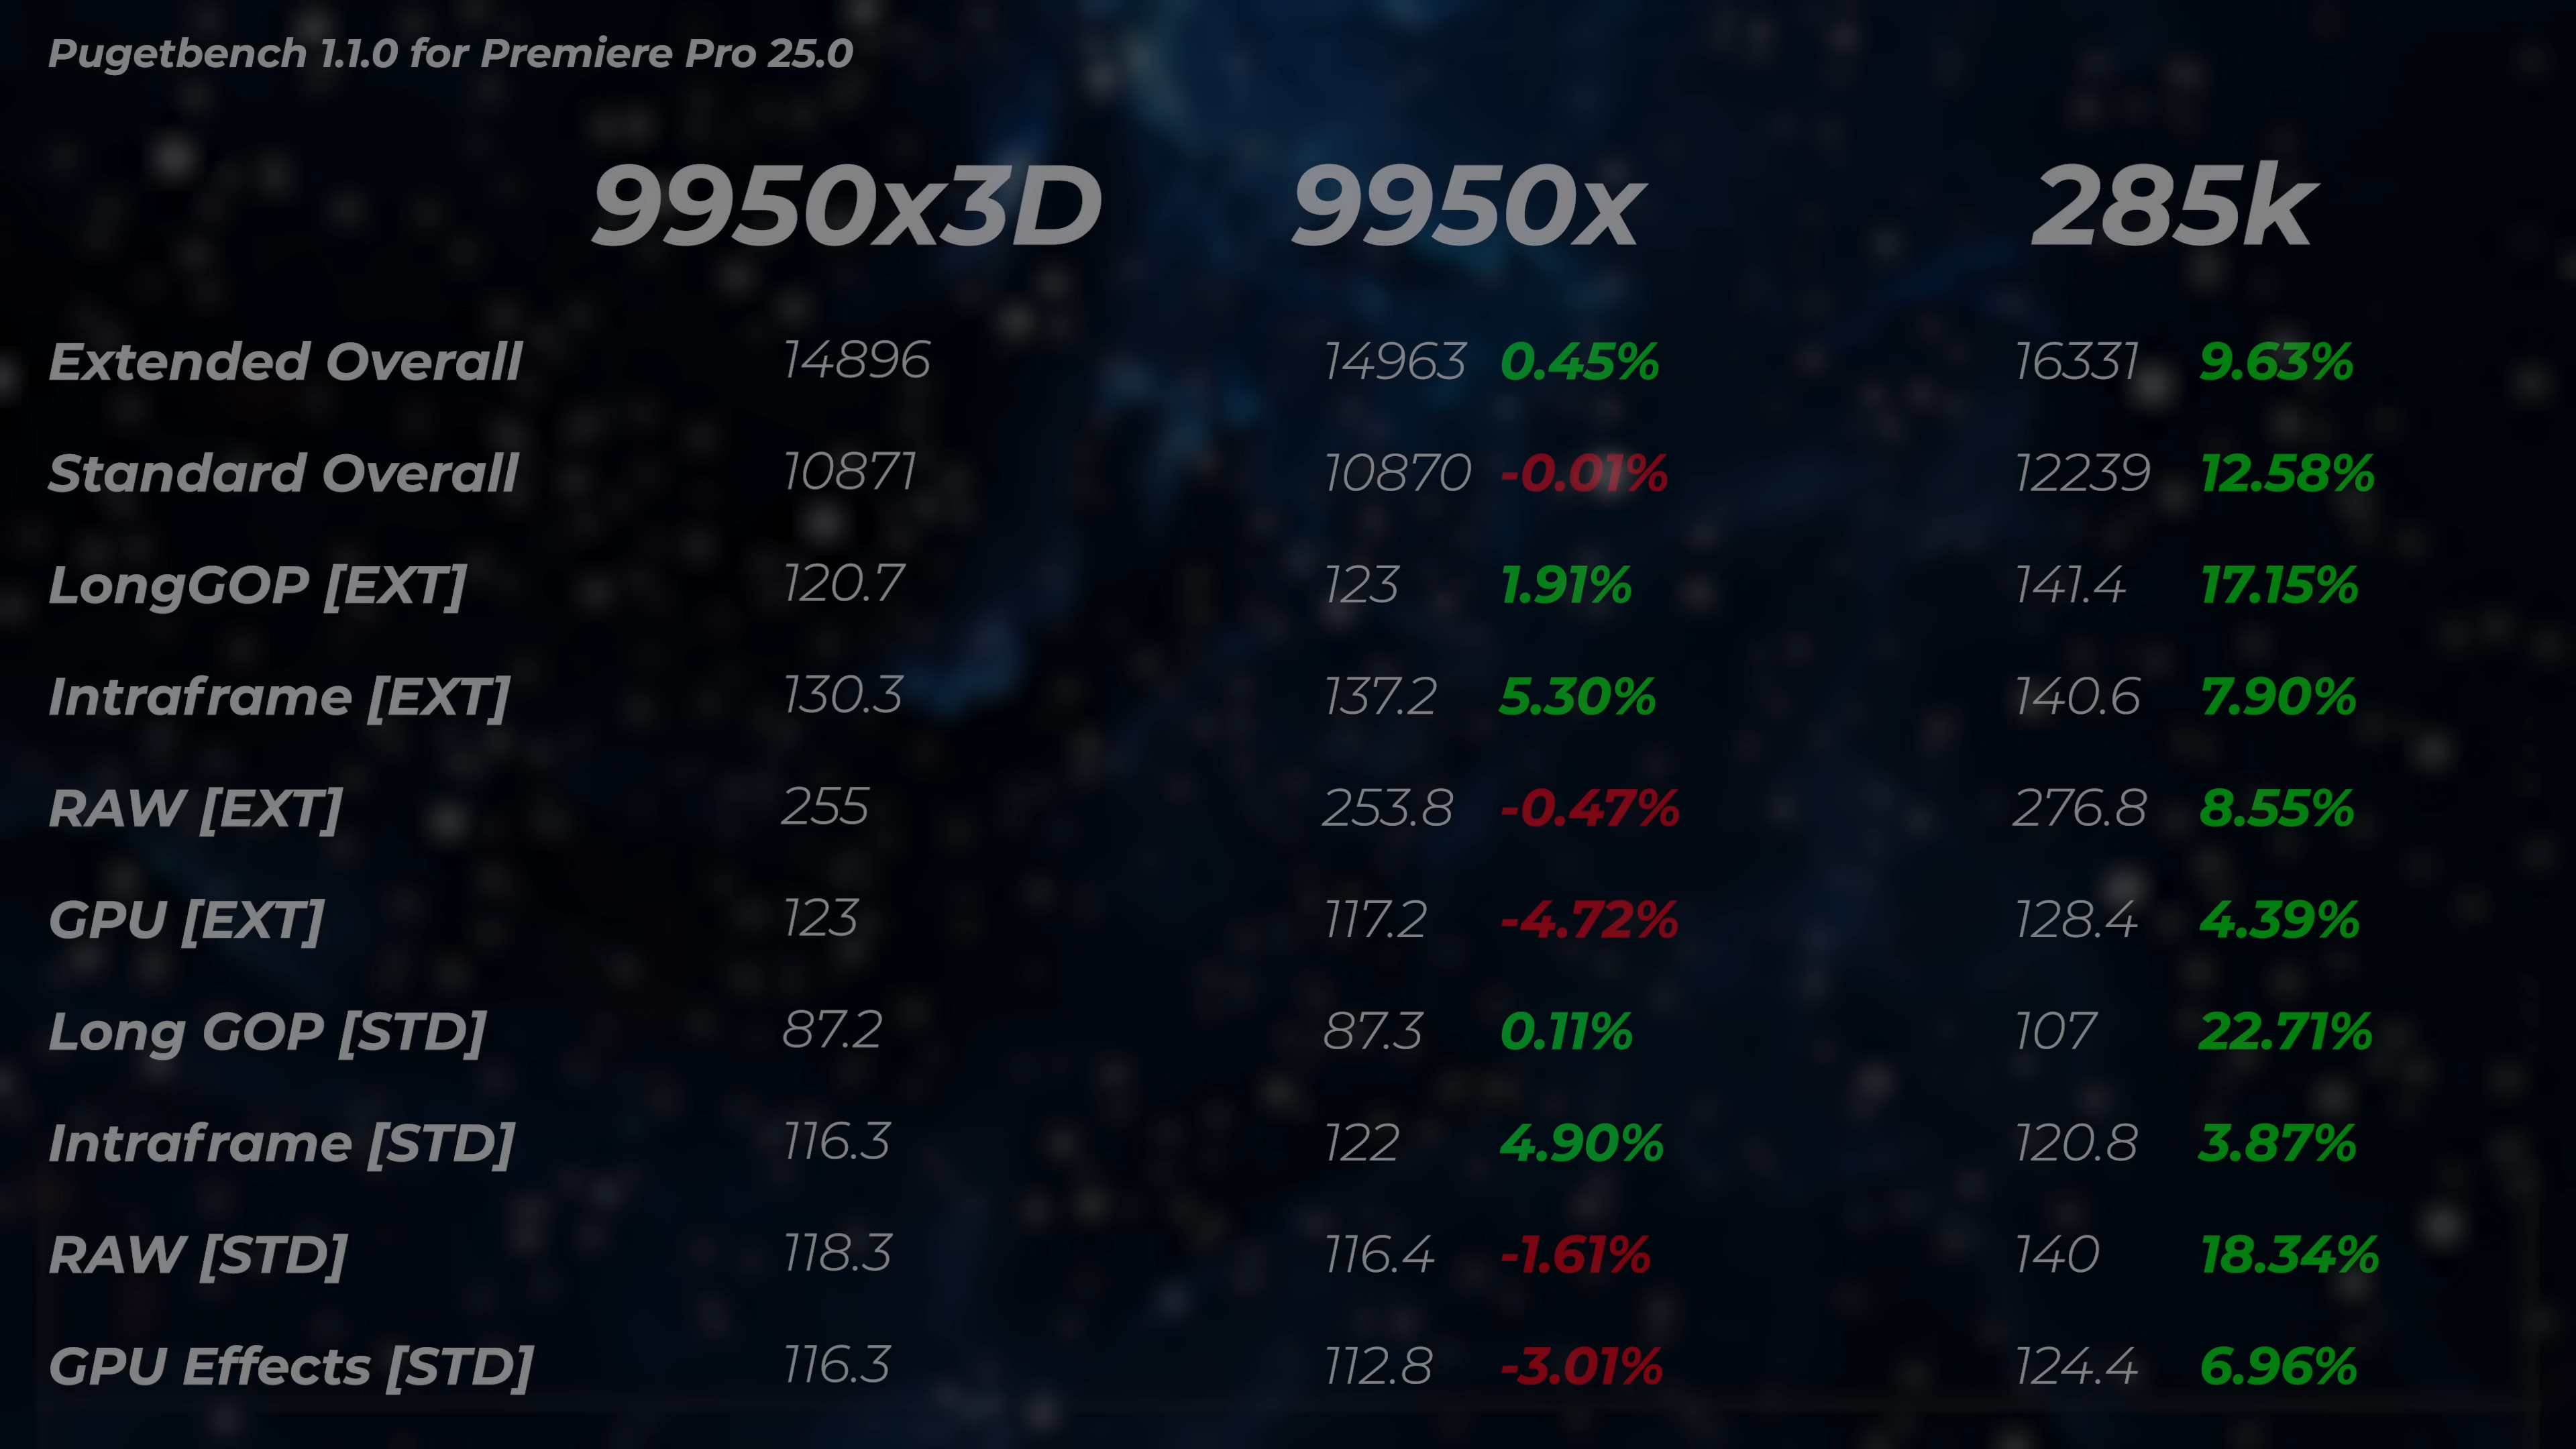 Pugetbench 1.1.0 for Premiere Pro 25.0
9950x3D 9950x 285k
Extended Overall 14896 14963 0.45% 16331 9.63%
Standard Overall 10871 10870 -0.01% 12239 12.58%
LongGOP [EXT] 120.7 123 1.91% 141.4 17.15%
Intraframe [EXT] 130.3 137.2 5.30% 140.6 7.90%
RAW [EXT] 255 253.8 -0.47% 276.8 8.55%
GPU [EXT] 123 117.2 -4.72% 128.4 4.39%
Long GOP [STD] 87.2 87.3 0.11% 107 22.71%
Intraframe [STD] 116.3 122 4.90% 120.8 3.87%
RAW [STD] 118.3 116.4 -1.61% 140 18.34%
GPU Effects [STD] 116.3 112.8 -3.01% 124.4 6.96%